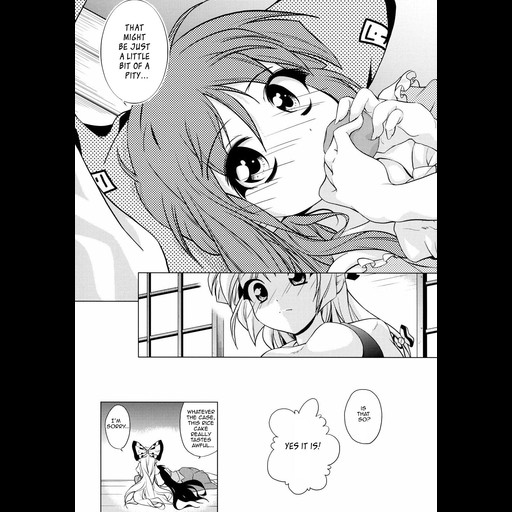 THAT
MIGHT
BE JUST
A LITTLE
BIT OF A
PITY...
IS
THAT
SO?
YES IT IS!
WHATEVER
THE CASE,
THIS RICE
CAKE
REALLY
TASTES
AWFUL...
I'M
SORRY...